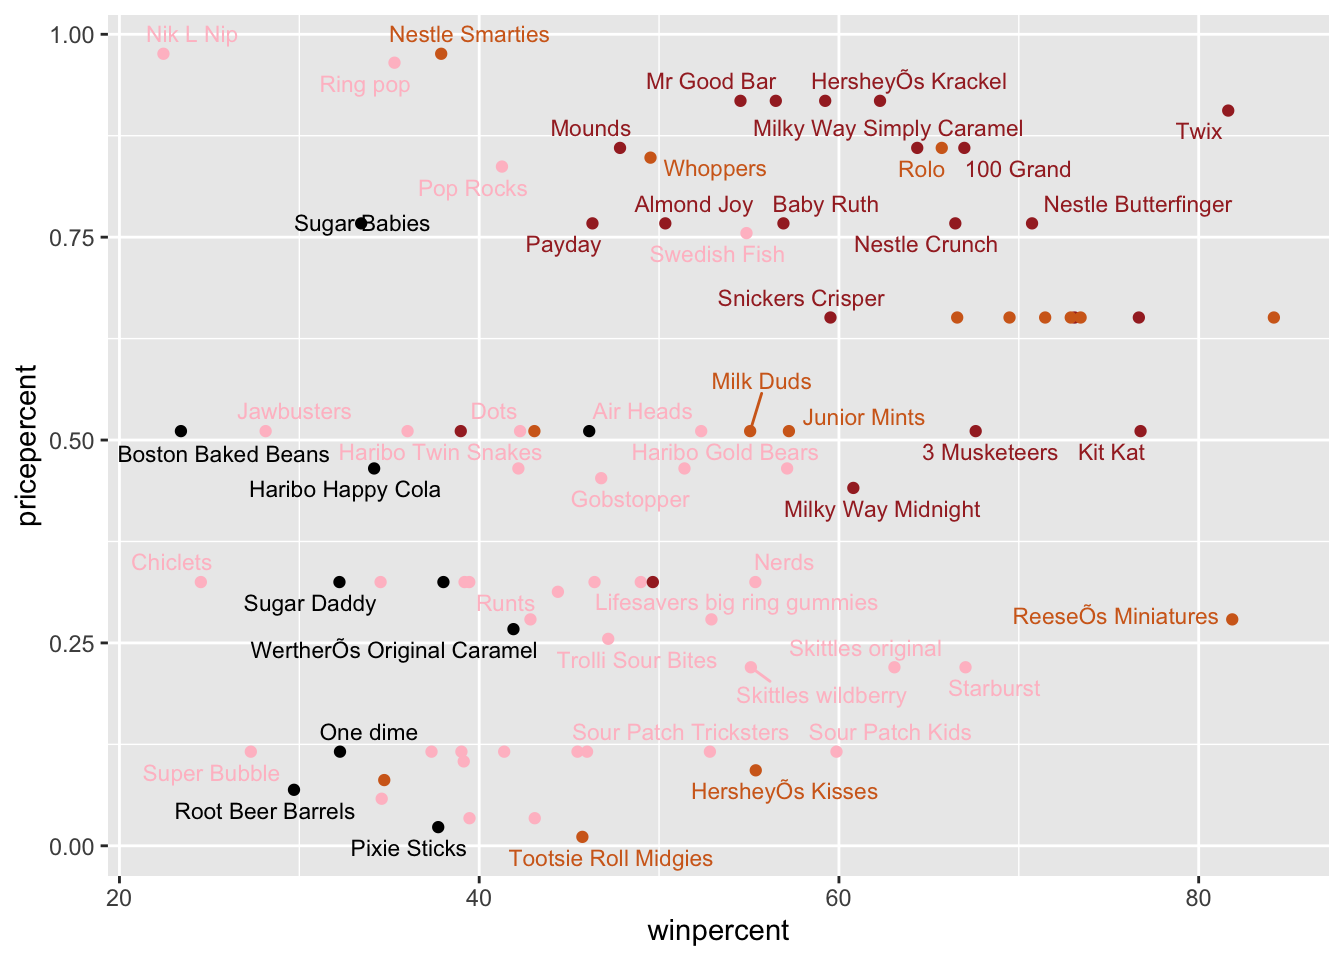 1.00
Nik L Nip
Nestle Smarties
Ring pop
Mr Good Bar
HersheyÕs Krackel
Twix
Mounds
Milky Way Simply Caramel
Whoppers
Rolo
100 Grand
Pop Rocks
Sugar Babies
Almond Joy
Baby Ruth
Nestle Butterfinger
0.75
Payday
Swedish Fish
Nestle Crunch
Snickers Crisper
Milk Duds
Jawbusters
Dots
Air Heads
Junior Mints
0.50
Boston Baked Beans
Haribo Twin Snakes
Haribo Gold Bears
3 Musketeers
Kit Kat
Haribo Happy Cola
Gobstopper
Milky Way Midnight
Chiclets
Nerds
Sugar Daddy
Runts
Lifesavers big ring gummies
ReeseÕs Miniatures
0.25
WertherÕs Original Caramel
Trolli Sour Bites
Skittles original
Skittles wildberry
Starburst
One dime
Sour Patch Tricksters
Sour Patch Kids
Super Bubble
HersheyÕs Kisses
Root Beer Barrels
0.00
Pixie Sticks
Tootsie Roll Midgies
20
40
60
80
winpercent
pricepercent